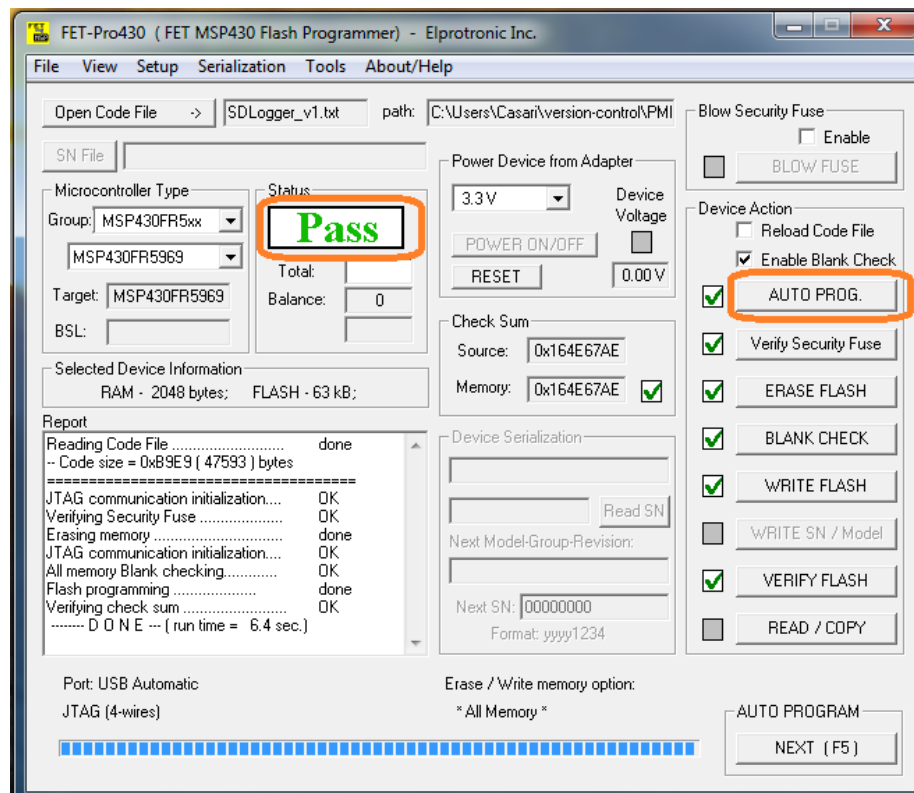 FET-Pro430 ( FET MSP430 Flash Programmer) - Elprotronic Inc.
File View Setup Serialization Tools About/Help
Open Code File -> SDLogger_v1.txt path: C:\Users\Casari\version-control\PMI
SN File
Microcontroller Type
Group: MSP430FR5xx
MSP430FR5969
Target: MSP430FR5969
BSL:
Status
Pass
Total:
Balance: 0
Selected Device Information
RAM - 2048 bytes; FLASH - 63 kB;
Report
Reading Code File ........................... done
-- Code size = 0xB9E9 ( 47593 ) bytes
=====================================
JTAG communication initialization.... OK
Verifying Security Fuse .................... OK
Erasing memory ............................... done
JTAG communication initialization.... OK
All memory Blank checking............. OK
Flash programming .................... done
Verifying check sum ......................... OK
-------- D O N E --- ( run time = 6.4 sec.)
Power Device from Adapter
3.3 V
Device
Voltage
POWER ON/OFF
RESET
0.00 V
Check Sum
Source: 0x164E67AE
Memory: 0x164E67AE
Device Serialization
Read SN
Next Model-Group-Revision:
Next SN: 00000000
Format: yyyy1234
Blow Security Fuse
Enable
BLOW FUSE
Device Action
Reload Code File
Enable Blank Check
AUTO PROG.
Verify Security Fuse
ERASE FLASH
BLANK CHECK
WRITE FLASH
WRITE SN / Model
VERIFY FLASH
READ / COPY
Port: USB Automatic
JTAG (4-wires)
Erase / Write memory option:
* All Memory *
AUTO PROGRAM
NEXT ( F5 )